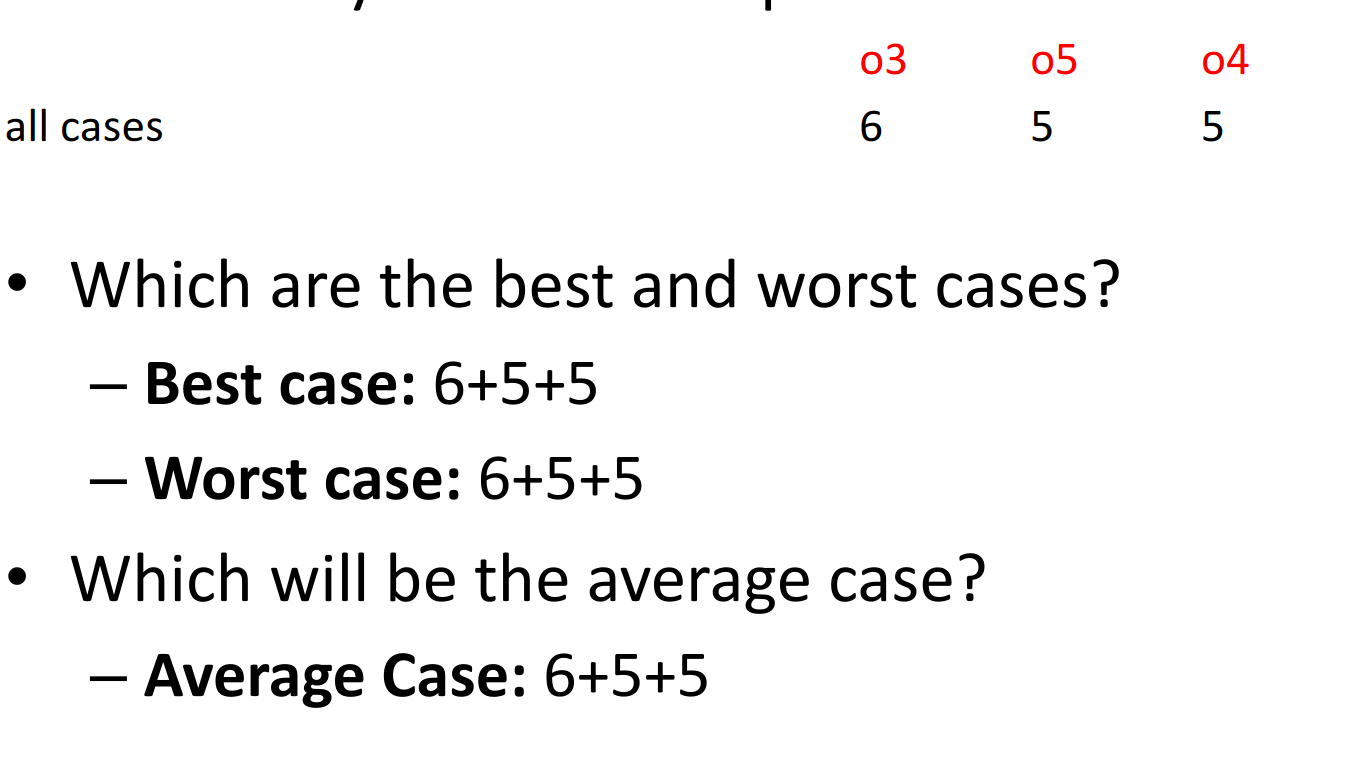 o3 o5 o4
all cases 6 5 5
• Which are the best and worst cases?
– Best case: 6+5+5
– Worst case: 6+5+5
• Which will be the average case?
– Average Case: 6+5+5